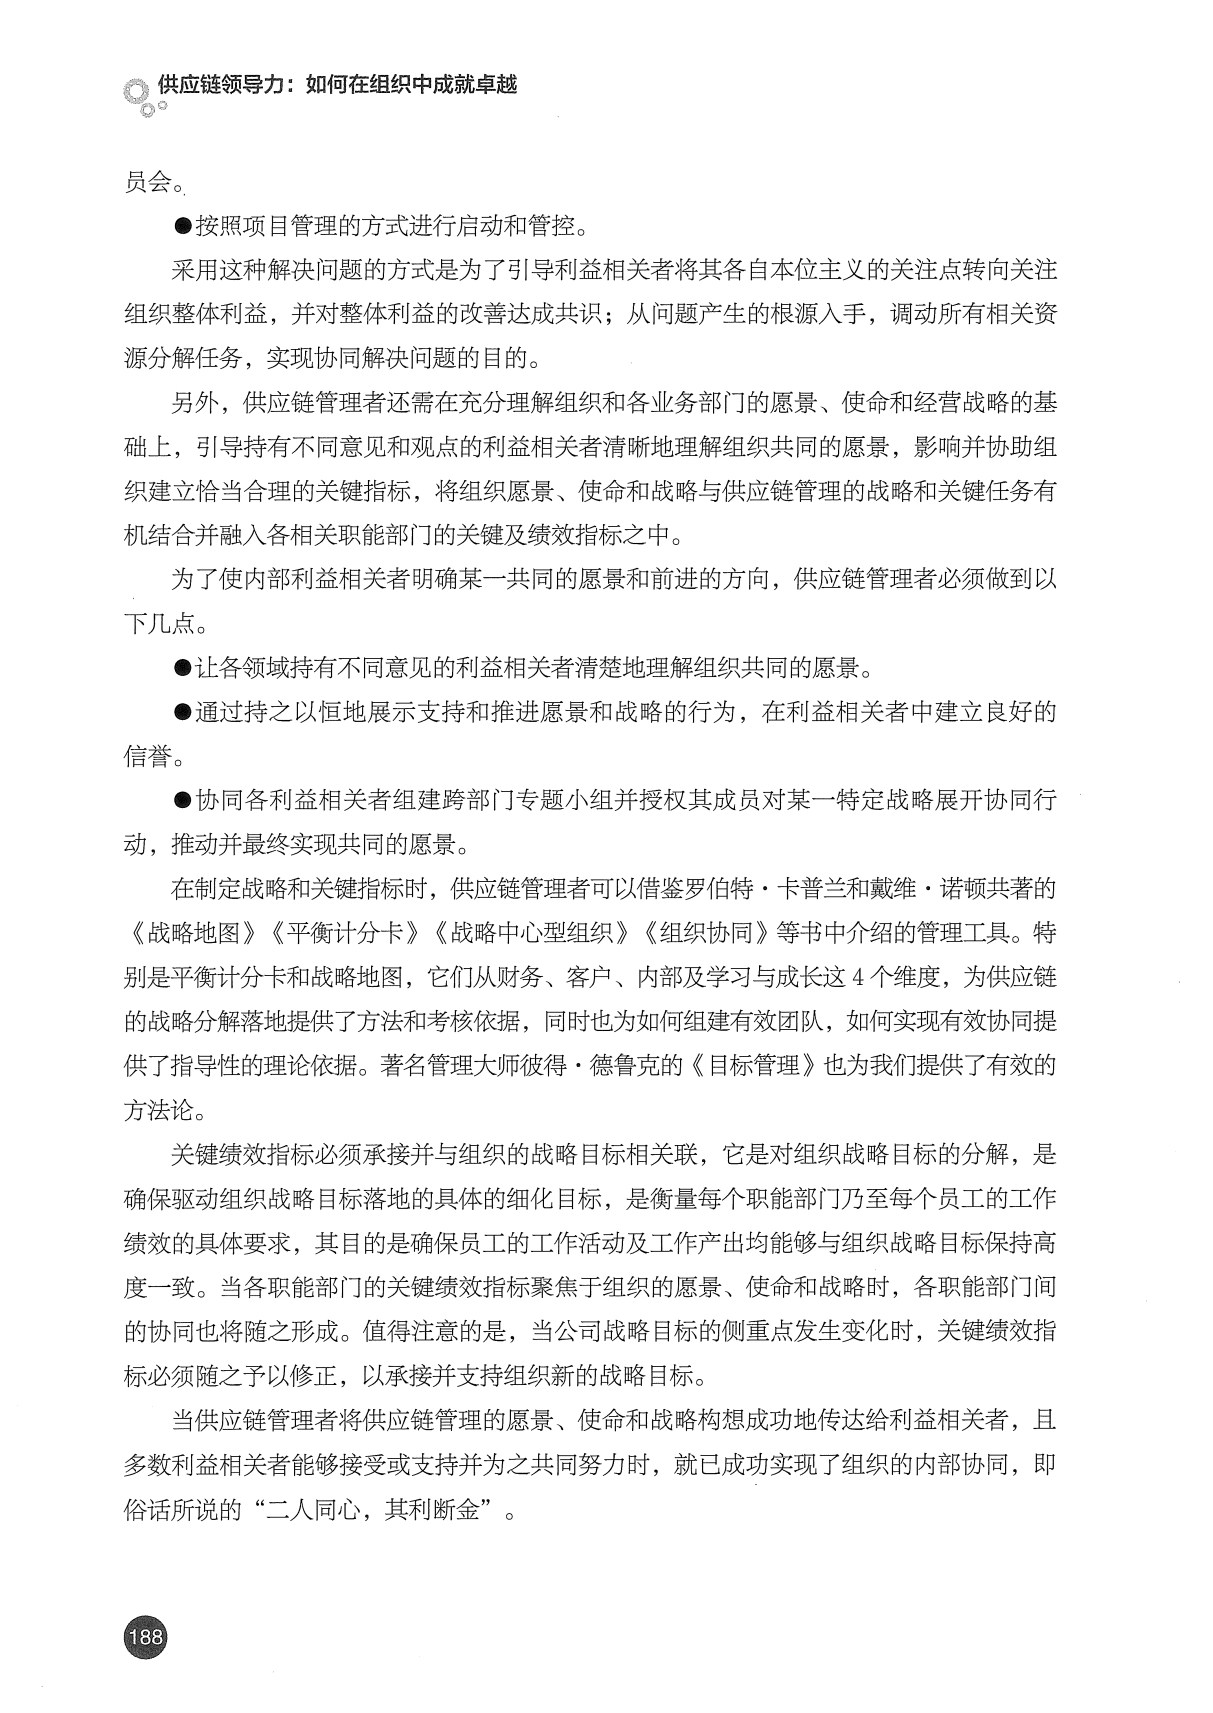 供应链领导力：如何在组织中成就卓越
员会。
●按照项目管理的方式进行启动和管控。
采用这种解决问题的方式是为了引导利益相关者将其各自本位主义的关注点转向关注
组织整体利益，并对整体利益的改善达成共识；从问题产生的根源入手，调动所有相关资
源分解任务，实现协同解决问题的目的。
另外，供应链管理者还需在充分理解组织和各业务部门的愿景、使命和经营战略的基
础上，引导持有不同意见和观点的利益相关者清晰地理解组织共同的愿景，影响并协助组
织建立恰当合理的关键指标，将组织愿景、使命和战略与供应链管理的战略和关键任务有
机结合并融入各相关职能部门的关键及绩效指标之中。
为了使内部利益相关者明确某一共同的愿景和前进的方向，供应链管理者必须做到以
下几点。
●让各领域持有不同意见的利益相关者清楚地理解组织共同的愿景。
●通过持之以恒地展示支持和推进愿景和战略的行为，在利益相关者中建立良好的
信誉。
●协同各利益相关者组建跨部门专题小组并授权其成员对某一特定战略展开协同行
动，推动并最终实现共同的愿景。
在制定战略和关键指标时，供应链管理者可以借鉴罗伯特·卡普兰和戴维·诺顿共著的
《战略地图》《平衡计分卡》《战略中心型组织》《组织协同》等书中介绍的管理工具。特
别是平衡计分卡和战略地图，它们从财务、客户、内部及学习与成长这 4 个维度，为供应链
的战略分解落地提供了方法和考核依据，同时也为如何组建有效团队，如何实现有效协同提
供了指导性的理论依据。著名管理大师彼得·德鲁克的《目标管理》也为我们提供了有效的
方法论。
关键绩效指标必须承接并与组织的战略目标相关联，它是对组织战略目标的分解，是
确保驱动组织战略目标落地的具体的细化目标，是衡量每个职能部门乃至每个员工的工作
绩效的具体要求，其目的是确保员工的工作活动及工作产出均能够与组织战略目标保持高
度一致。当各职能部门的关键绩效指标聚焦于组织的愿景、使命和战略时，各职能部门间
的协同也将随之形成。值得注意的是，当公司战略目标的侧重点发生变化时，关键绩效指
标必须随之予以修正，以承接并支持组织新的战略目标。
当供应链管理者将供应链管理的愿景、使命和战略构想成功地传达给利益相关者，且
多数利益相关者能够接受或支持并为之共同努力时，就已成功实现了组织的内部协同，即
俗话所说的“二人同心，其利断金”。
188